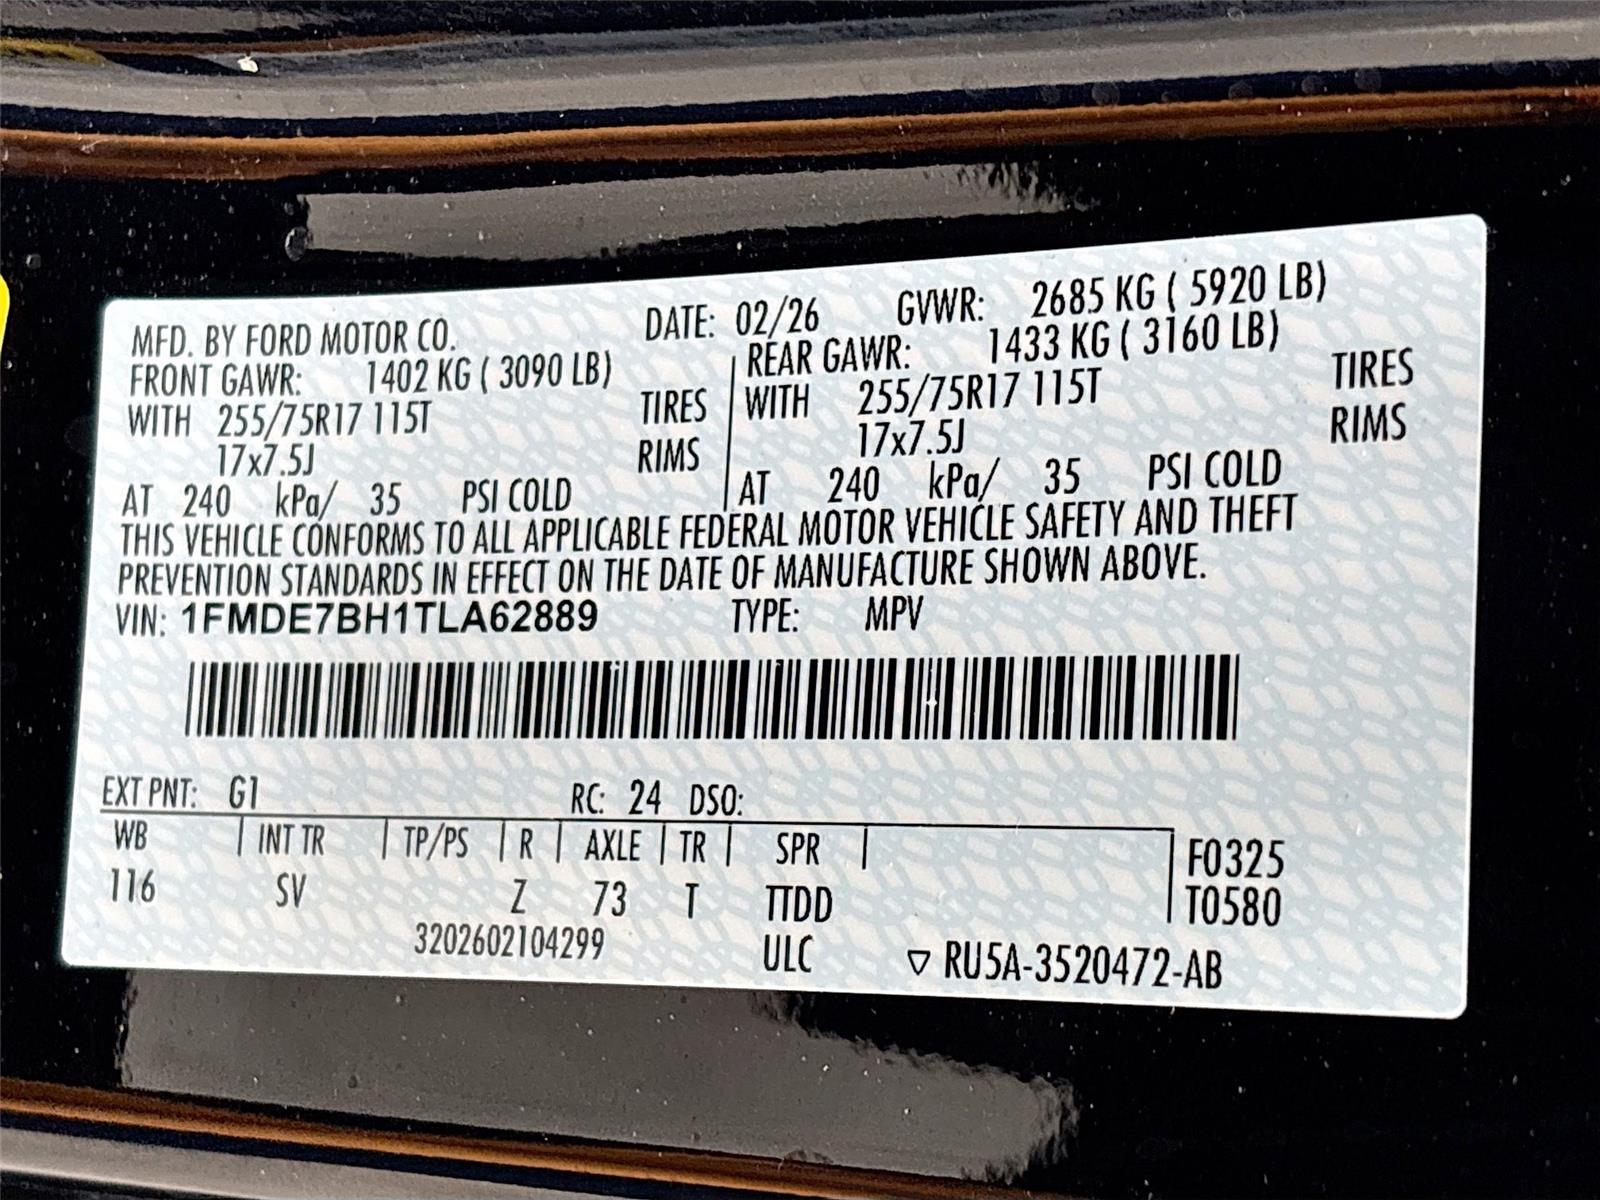 MFD. BY FORD MOTOR CO. DATE: 02/26 GVWR: 2685 KG ( 5920 LB)
FRONT GAWR: 1402 KG ( 3090 LB) REAR GAWR: 1433 KG ( 3160 LB)
WITH 255/75R17 115T TIRES WITH 255/75R17 115T TIRES
17x7.5J RIMS 17x7.5J RIMS
AT 240 kPa/ 35 PSI COLD AT 240 kPa/ 35 PSI COLD
THIS VEHICLE CONFORMS TO ALL APPLICABLE FEDERAL MOTOR VEHICLE SAFETY AND THEFT
PREVENTION STANDARDS IN EFFECT ON THE DATE OF MANUFACTURE SHOWN ABOVE.
VIN: 1FMDE7BH1TLA62889 TYPE: MPV
EXT PNT: G1 RC: 24 DSO:
WB INT TR TP/PS R AXLE TR SPR F0325
116 SV Z 73 T TTDD T0580
3202602104299 ULC ▽ RU5A-3520472-AB